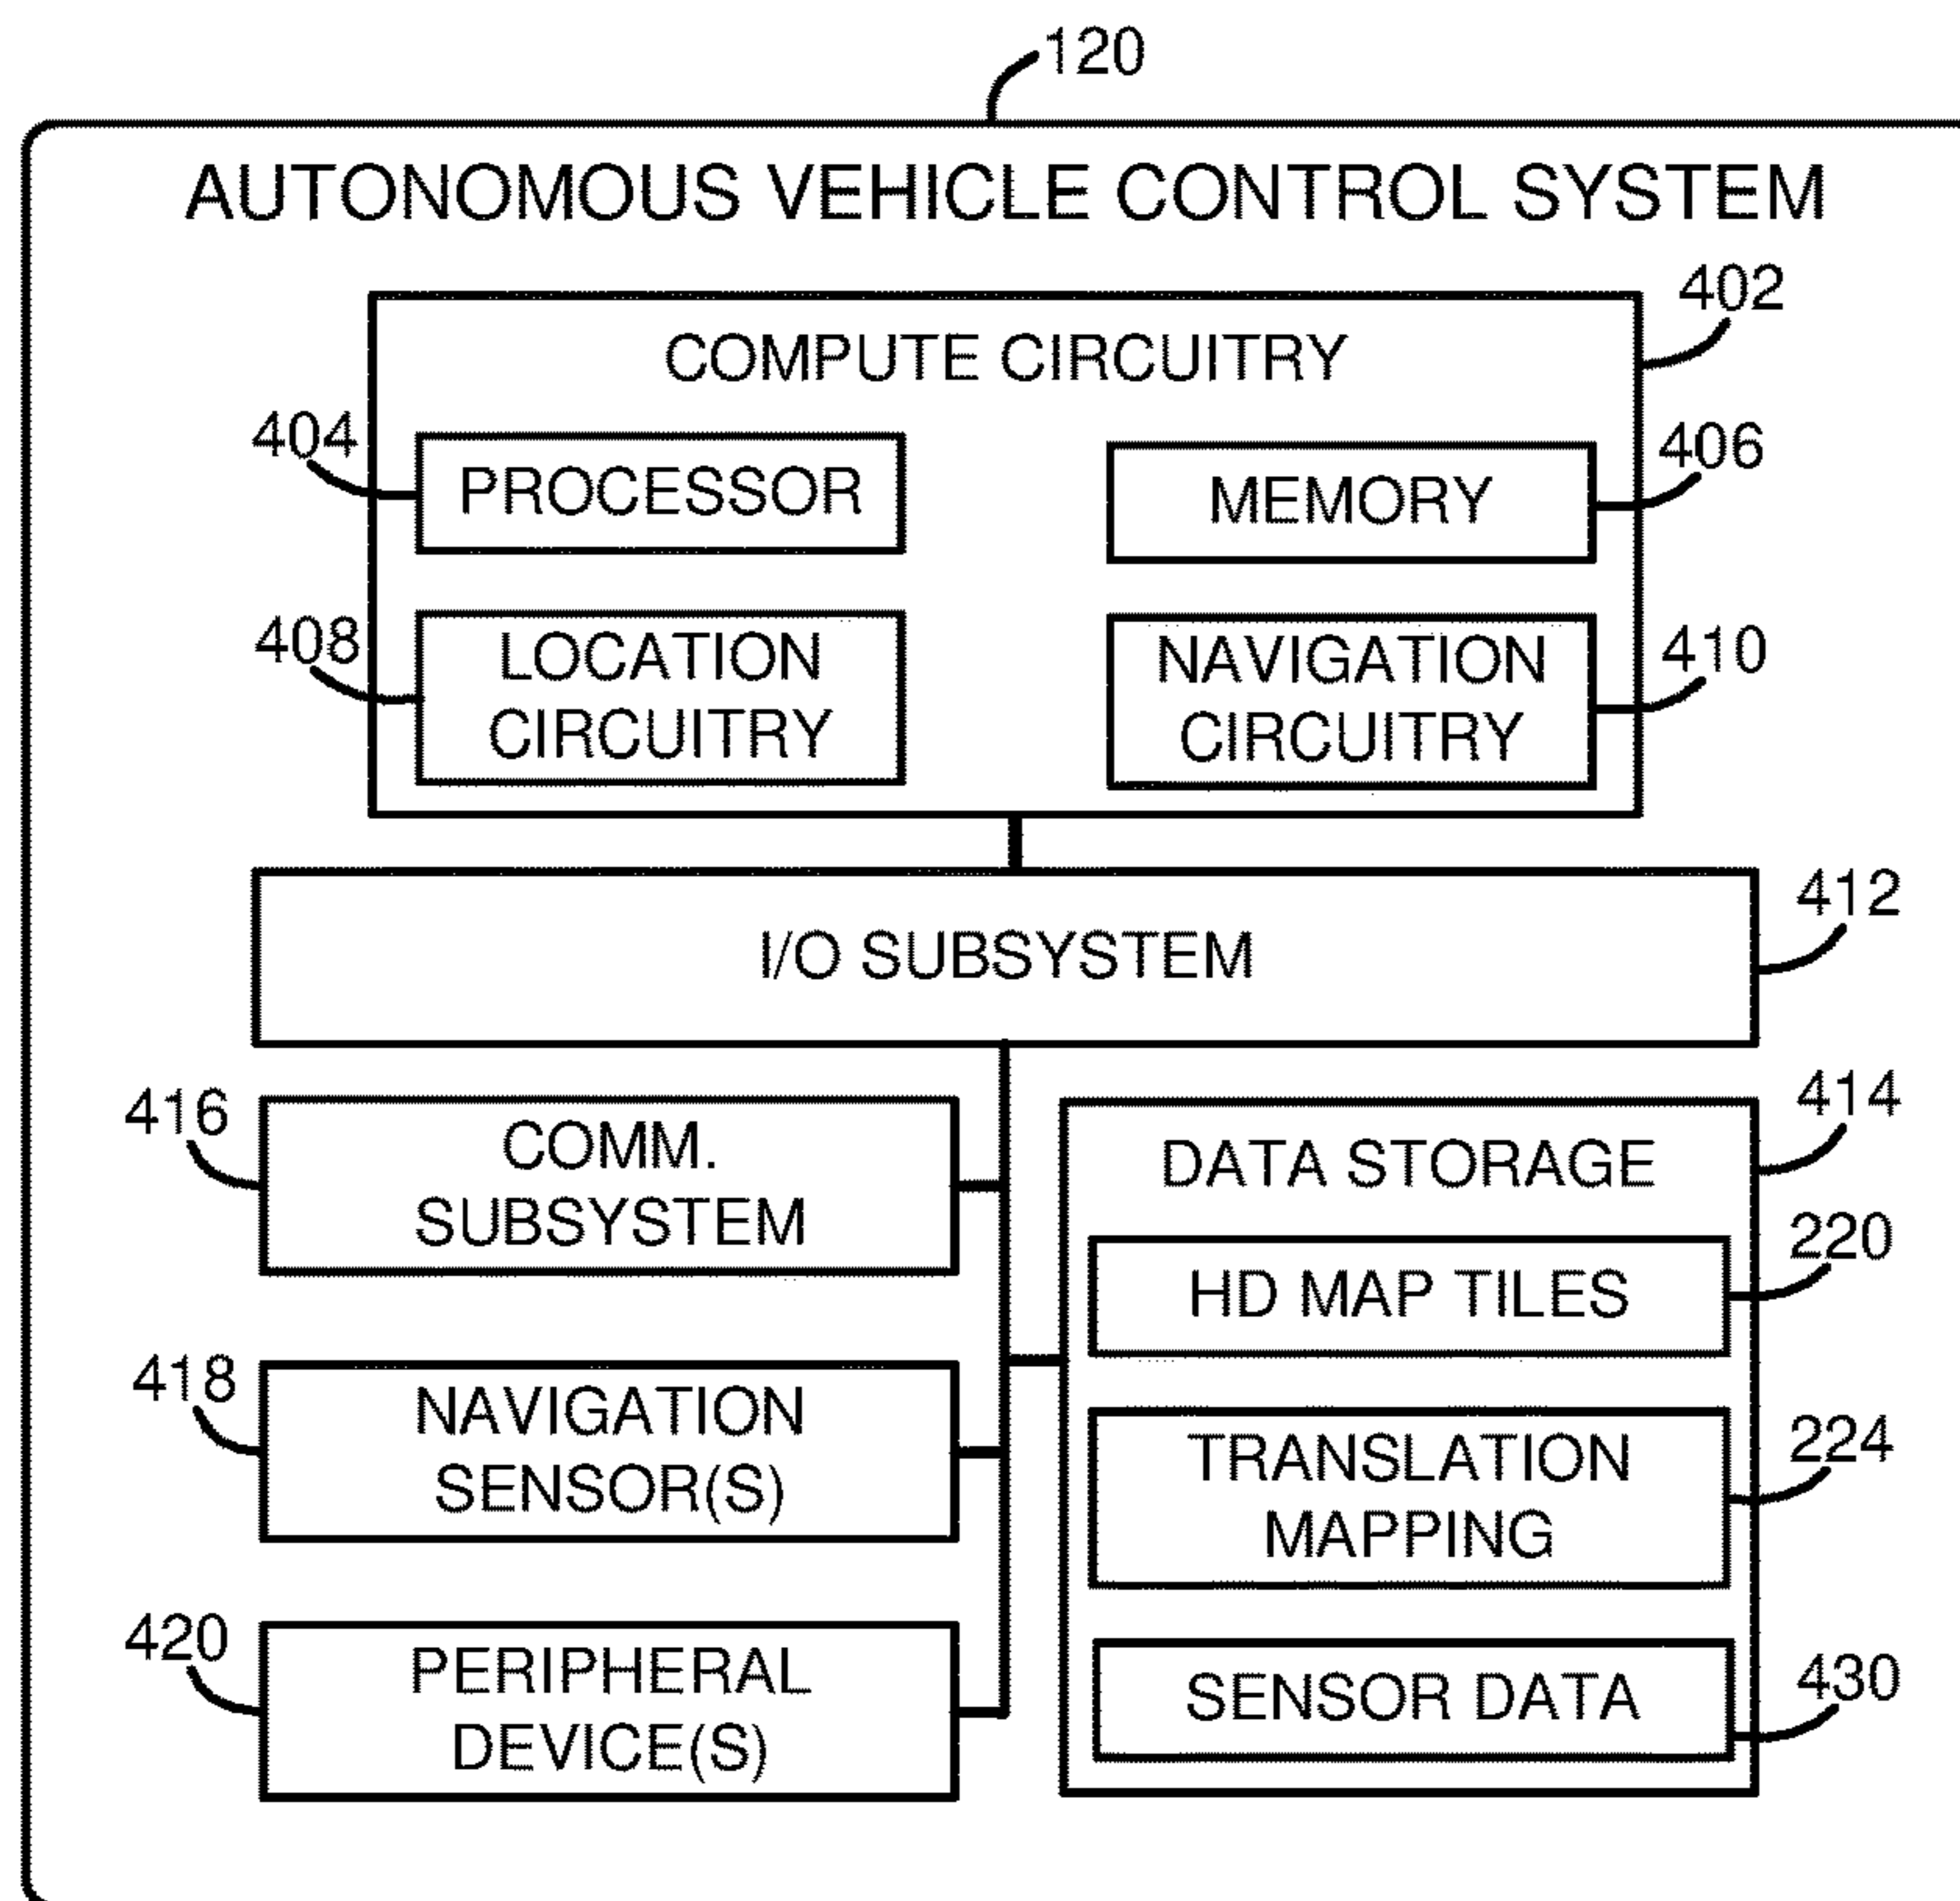 120
AUTONOMOUS VEHICLE CONTROL SYSTEM
402
COMPUTE CIRCUITRY
404
PROCESSOR
MEMORY
406
408
LOCATION
CIRCUITRY
NAVIGATION
CIRCUITRY
410
I/O SUBSYSTEM
412
416
COMM.
SUBSYSTEM
418
NAVIGATION
SENSOR(S)
420
PERIPHERAL
DEVICE(S)
414
DATA STORAGE
220
HD MAP TILES
224
TRANSLATION
MAPPING
430
SENSOR DATA